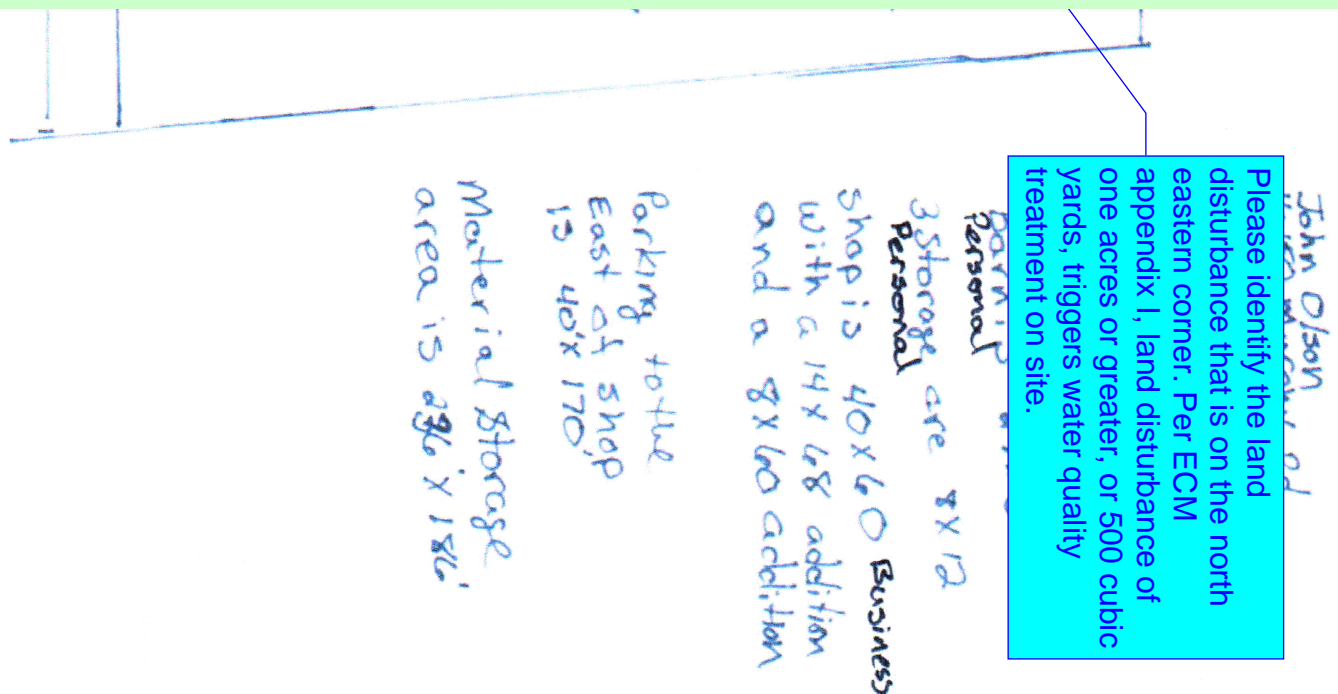 John Olson
Rd
Please identify the land
disturbance that is on the north
eastern corner. Per ECM
appendix I, land disturbance of
one acres or greater, or 500 cubic
yards, triggers water quality
treatment on site.
Personal
3 Storage are 8x12
Personal
Shop is 40x60 Business
with a 14x68 addition
and a 8x60 addition
Parking to the
East of shop
is 40'x170'
Material Storage
area is x 186'